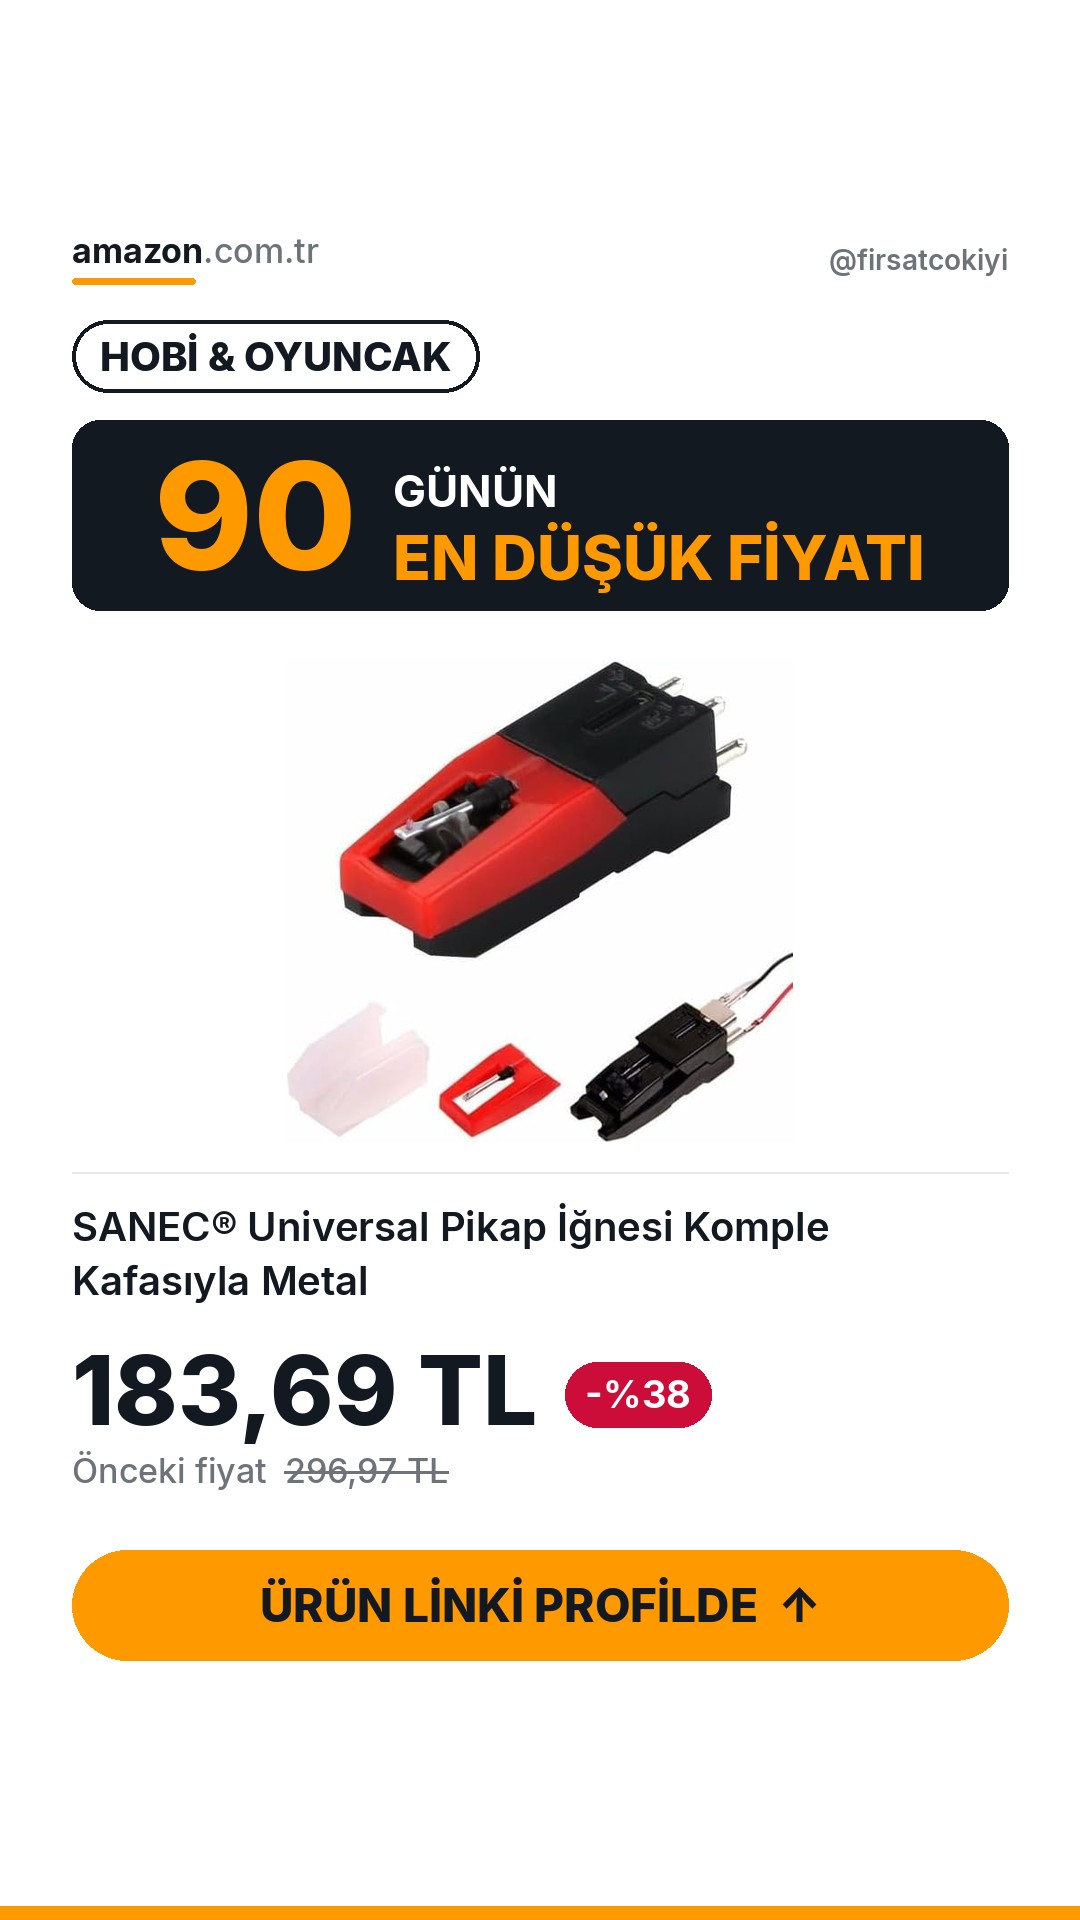 amazon.com.tr
@firsatcokiyi
HOBİ & OYUNCAK
90 GÜNÜN
EN DÜŞÜK FİYATI
SANEC® Universal Pikap İğnesi Komple
Kafasıyla Metal
183,69 TL -%38
Önceki fiyat 296,97 TL
ÜRÜN LİNKİ PROFİLDE ↑